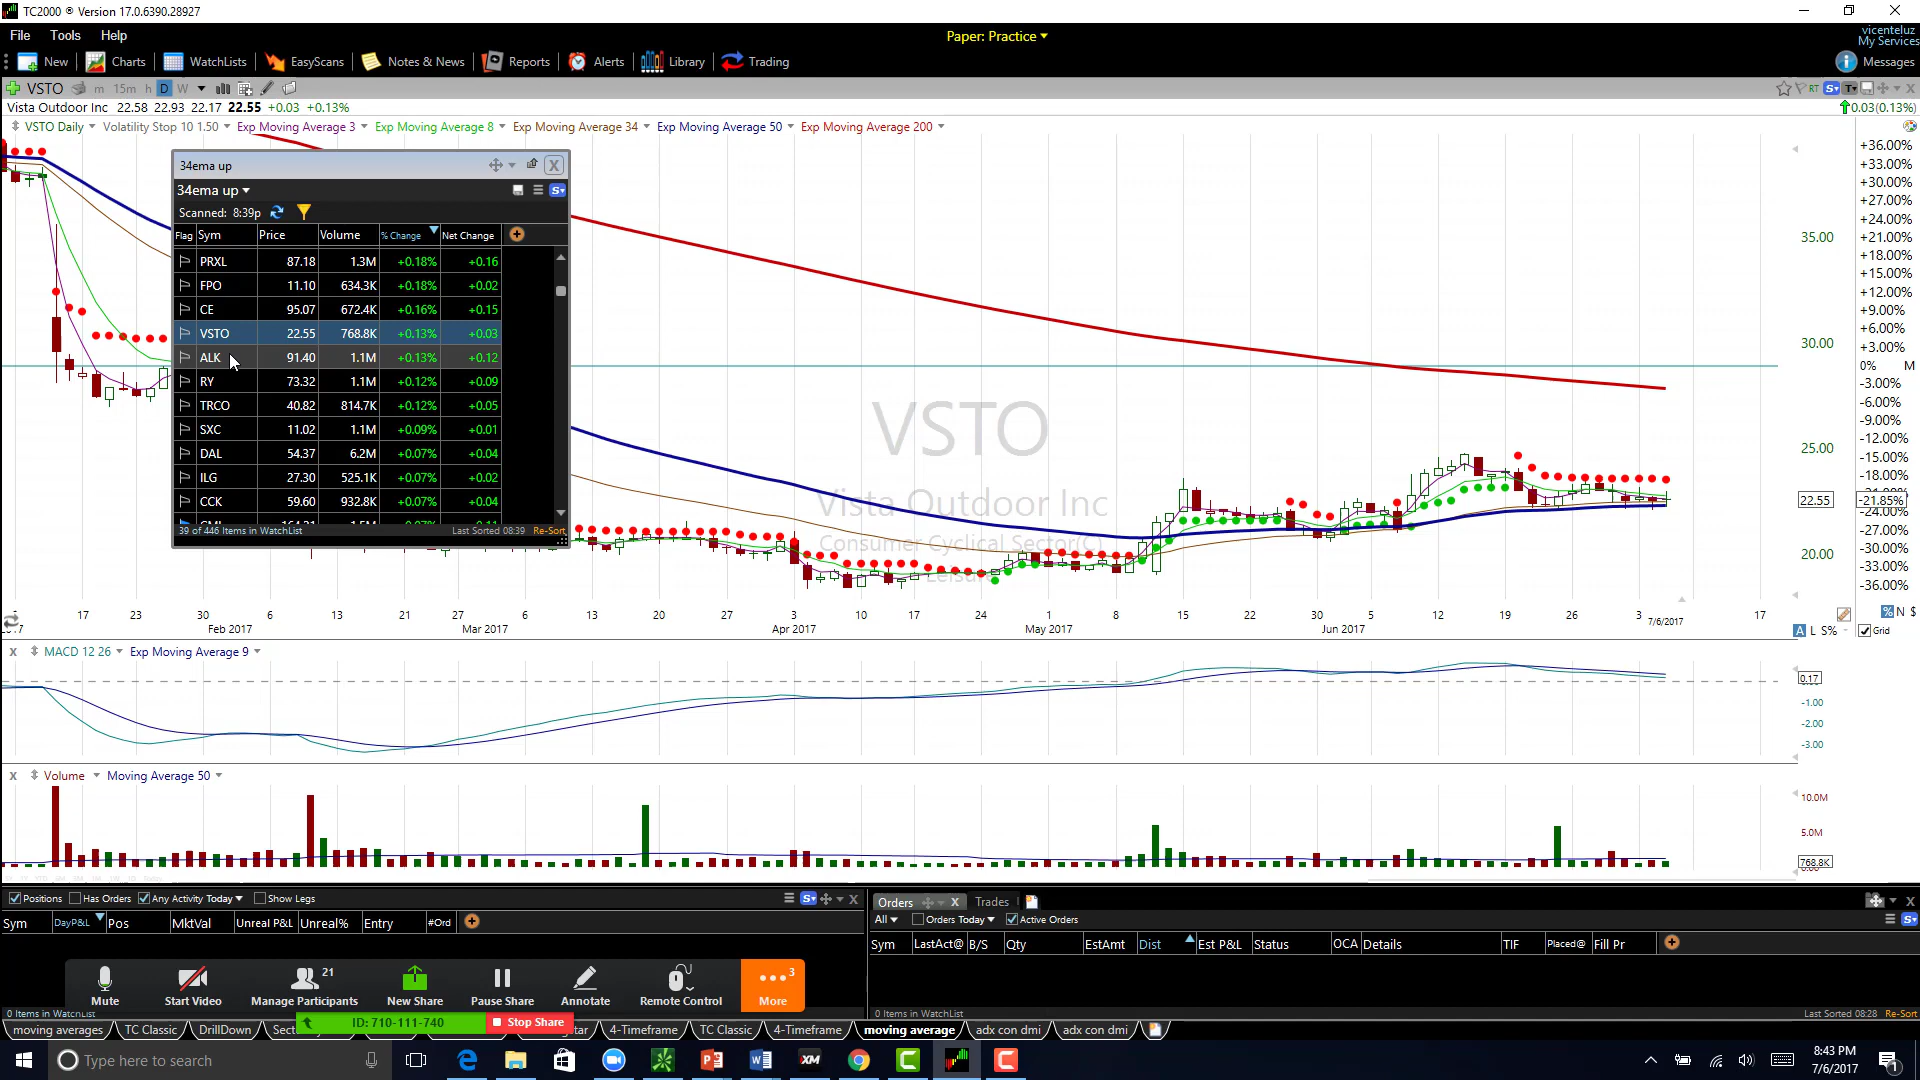 TC2000 ® Version 17.0.6390.28927
File Tools Help
Paper: Practice
vicenteluz
My Services
New Charts WatchLists EasyScans Notes & News Reports Alerts Library Trading
Messages
VSTO m 15m h D W
RT S T
Vista Outdoor Inc 22.58 22.93 22.17 22.55 +0.03 +0.13%
0.03(0.13%)
VSTO Daily Volatility Stop 10 1.50 Exp Moving Average 3 Exp Moving Average 8 Exp Moving Average 34 Exp Moving Average 50 Exp Moving Average 200
34ema up
34ema up
Scanned: 8:39p
Flag Sym Price Volume % Change Net Change
PRXL 87.18 1.3M +0.18% +0.16
FPO 11.10 634.3K +0.18% +0.02
CE 95.07 672.4K +0.16% +0.15
VSTO 22.55 768.8K +0.13% +0.03
ALK 91.40 1.1M +0.13% +0.12
RY 73.32 1.1M +0.12% +0.09
TRCO 40.82 814.7K +0.12% +0.05
SXC 11.02 1.1M +0.09% +0.01
DAL 54.37 6.2M +0.07% +0.04
ILG 27.30 525.1K +0.07% +0.02
CCK 59.60 932.8K +0.07% +0.04
39 of 446 Items in WatchList Last Sorted 08:39 Re-Sort
VSTO
Vista Outdoor Inc
Consumer Cyclical Sector(C)
Leisure
35.00
30.00
25.00
22.55
20.00
+36.00%
+33.00%
+30.00%
+27.00%
+24.00%
+21.00%
+18.00%
+15.00%
+12.00%
+9.00%
+6.00%
+3.00%
0% M
-3.00%
-6.00%
-9.00%
-12.00%
-15.00%
-18.00%
-21.85%
-24.00%
-27.00%
-30.00%
-33.00%
-36.00%
17 23 30 6 13 21 27 6 13 20 27 3 10 17 24 1 8 15 22 30 5 12 19 26 3 7/6/2017 17
Feb 2017 Mar 2017 Apr 2017 May 2017 Jun 2017
% N $
A L S% Grid
MACD 12 26 Exp Moving Average 9
0.17
-1.00
-2.00
-3.00
Volume Moving Average 50
10.0M
5.0M
768.8K
Positions Has Orders Any Activity Today Show Legs
Sym DayP&L Pos MktVal Unreal P&L Unreal% Entry #Ord
Orders Trades
All Orders Today Active Orders
Sym LastAct@ B/S Qty EstAmt Dist Est P&L Status OCA Details TIF Placed@ Fill Pr
21
3
Mute Start Video Manage Participants New Share Pause Share Annotate Remote Control More
0 Items in WatchList
0 Items in WatchList Last Sorted 08:28 Re-Sort
ID: 710-111-740 Stop Share
moving averages TC Classic DrillDown 4-Timeframe TC Classic 4-Timeframe moving average adx con dmi adx con dmi
Type here to search
8:43 PM
7/6/2017